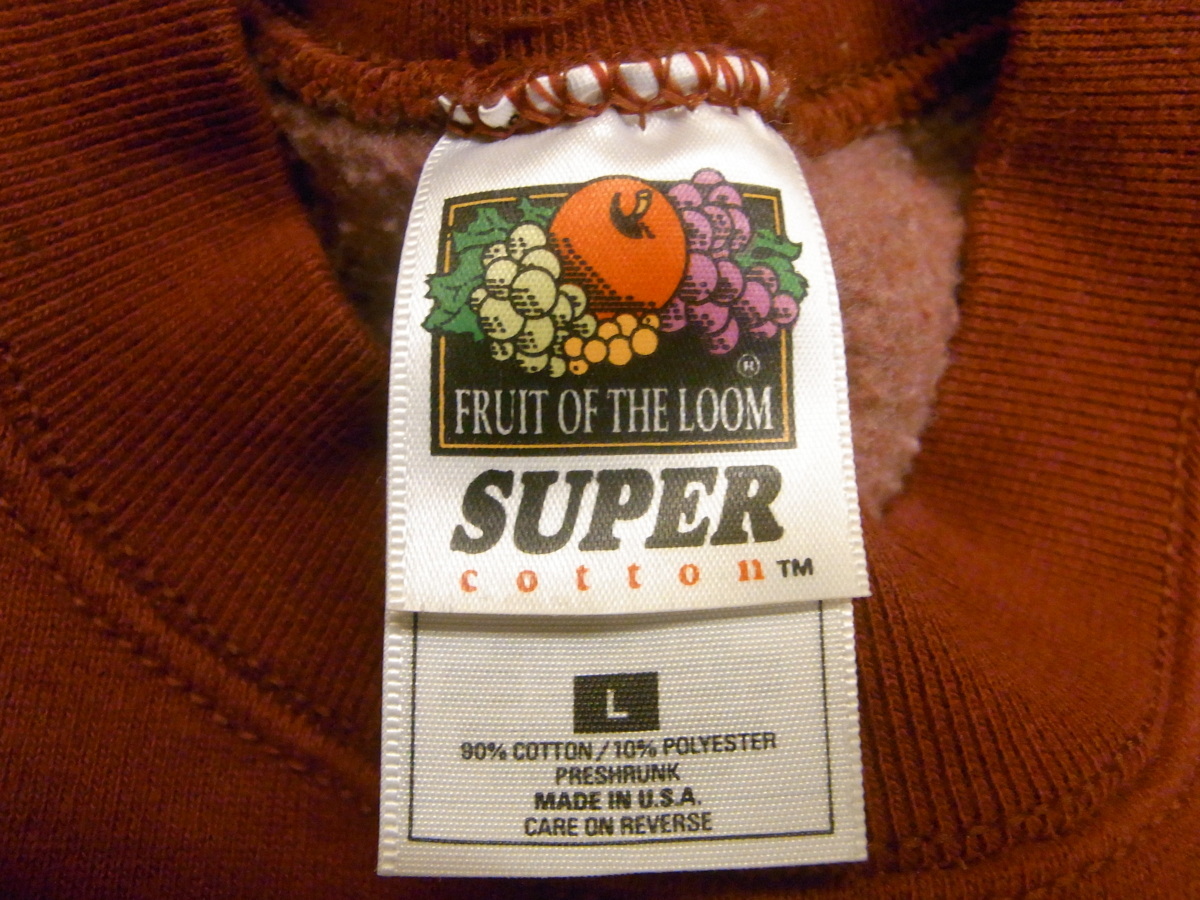 ®
FRUIT OF THE LOOM
SUPER
cotton™
L
90% COTTON/10% POLYESTER
PRESHRUNK
MADE IN U.S.A.
CARE ON REVERSE